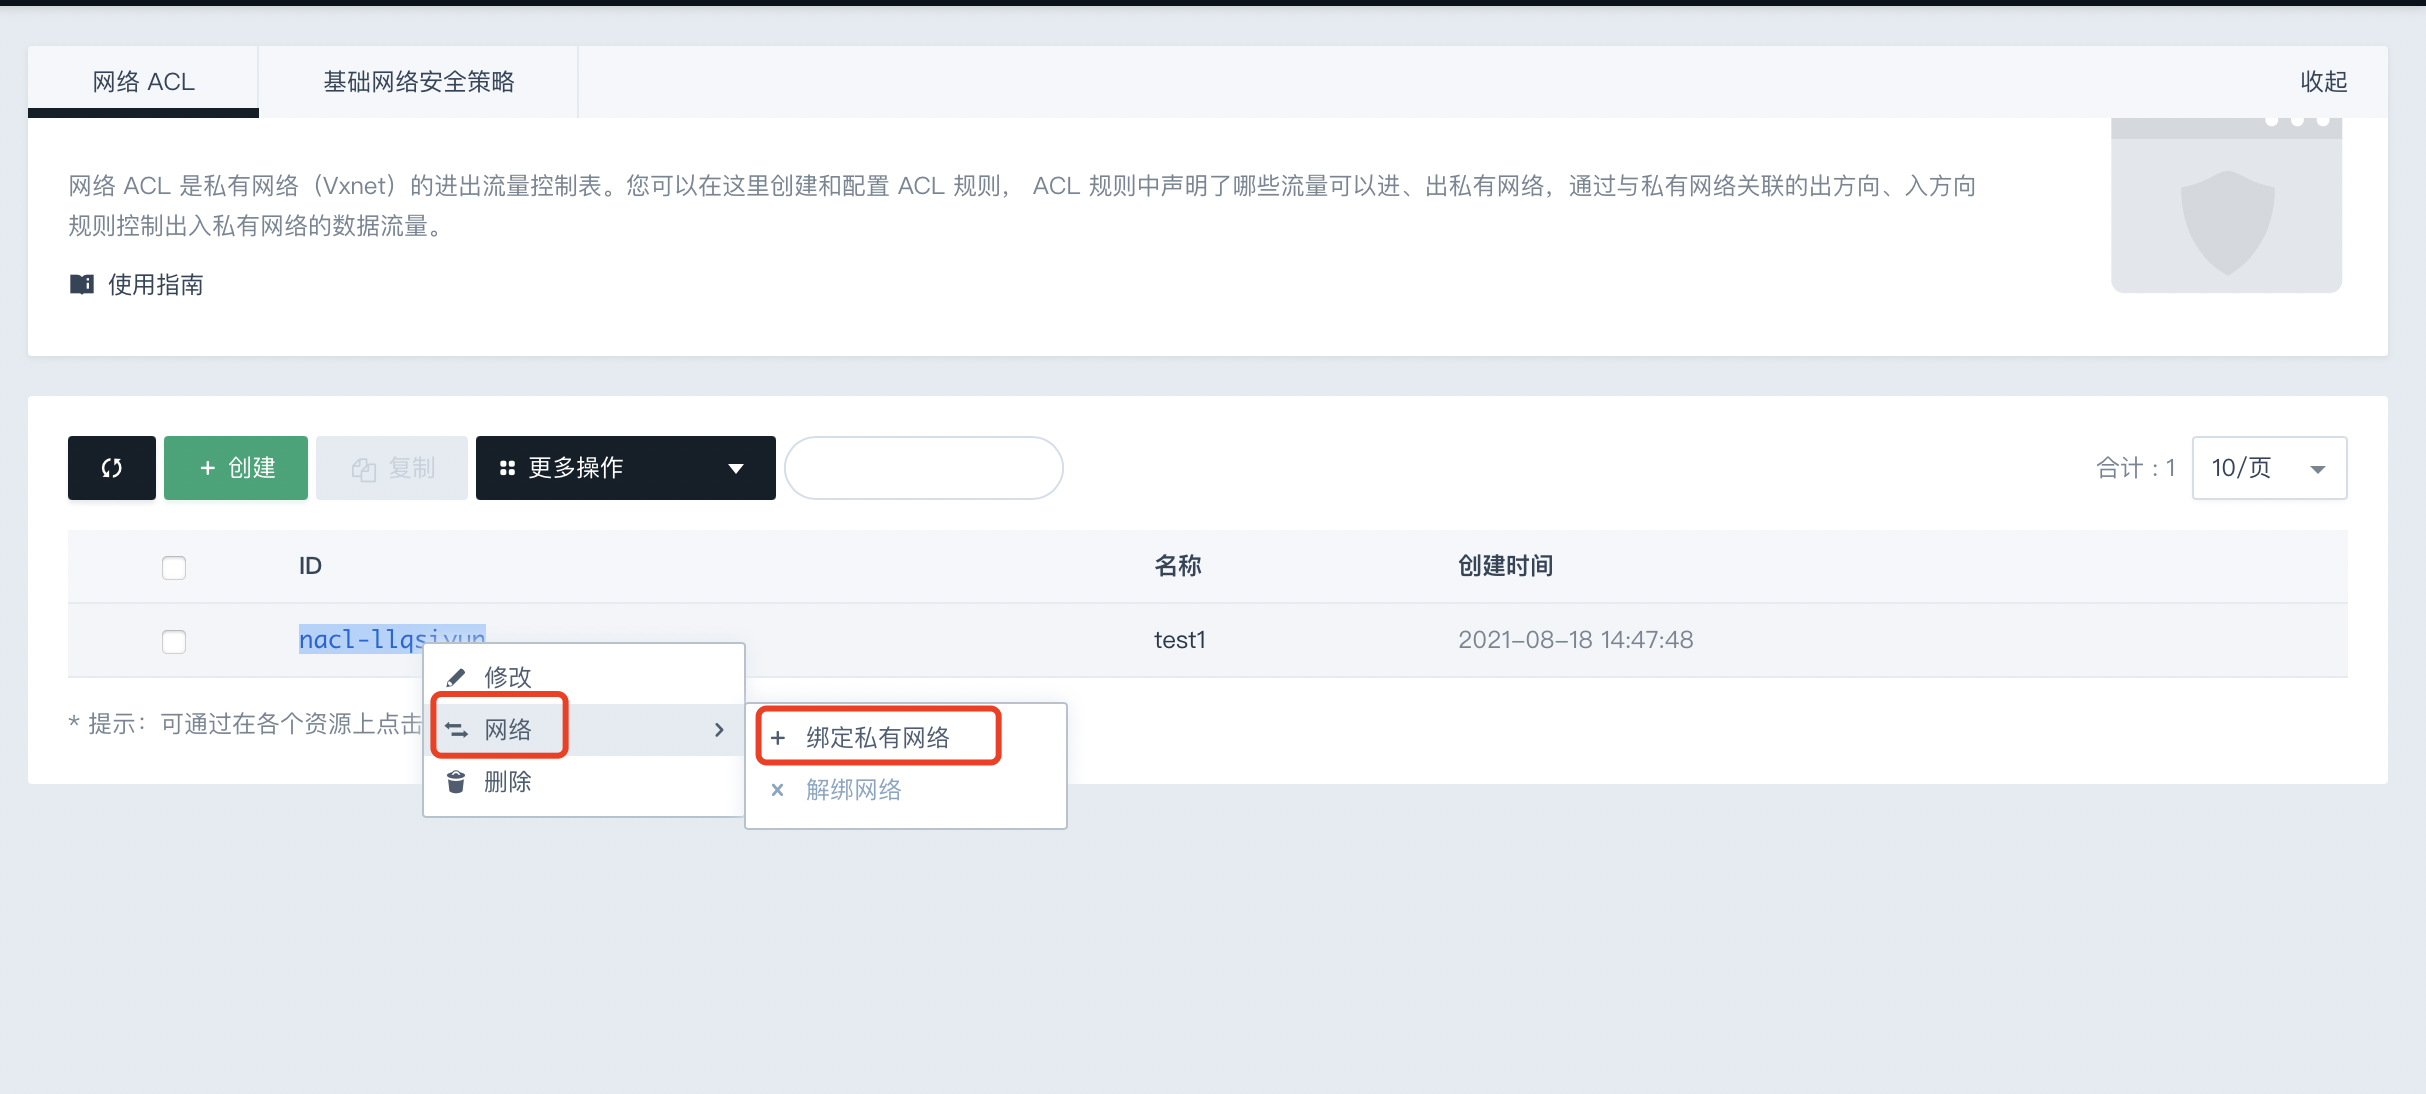 网络 ACL
基础网络安全策略
收起
网络 ACL 是私有网络（Vxnet）的进出流量控制表。您可以在这里创建和配置 ACL 规则， ACL 规则中声明了哪些流量可以进、出私有网络，通过与私有网络关联的出方向、入方向
规则控制出入私有网络的数据流量。
使用指南
+ 创建
复制
更多操作
合计 : 1
10/页
ID
名称
创建时间
nacl-llqsiyun
test1
2021-08-18 14:47:48
* 提示：可通过在各个资源上点击
修改
网络
删除
+ 绑定私有网络
× 解绑网络